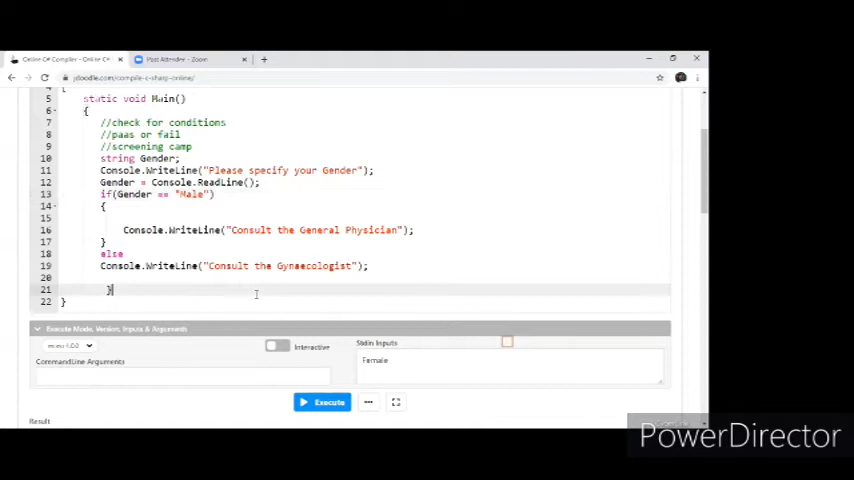 Online C# Compiler - Online C#
Post Attendee - Zoom
jdoodle.com/compile-c-sharp-online/
4 {
5 static void Main()
6 {
7 //check for conditions
8 //paas or fail
9 //screening camp
10 string Gender;
11 Console.WriteLine("Please specify your Gender");
12 Gender = Console.ReadLine();
13 if(Gender == "Male")
14 {
15
16 Console.WriteLine("Consult the General Physician");
17 }
18 else
19 Console.WriteLine("Consult the Gynaecologist");
20
21 }
22 }
Execute Mode, Version, Inputs & Arguments
Interactive
Stdin Inputs
Female
CommandLine Arguments
Execute
Result
PowerDirector